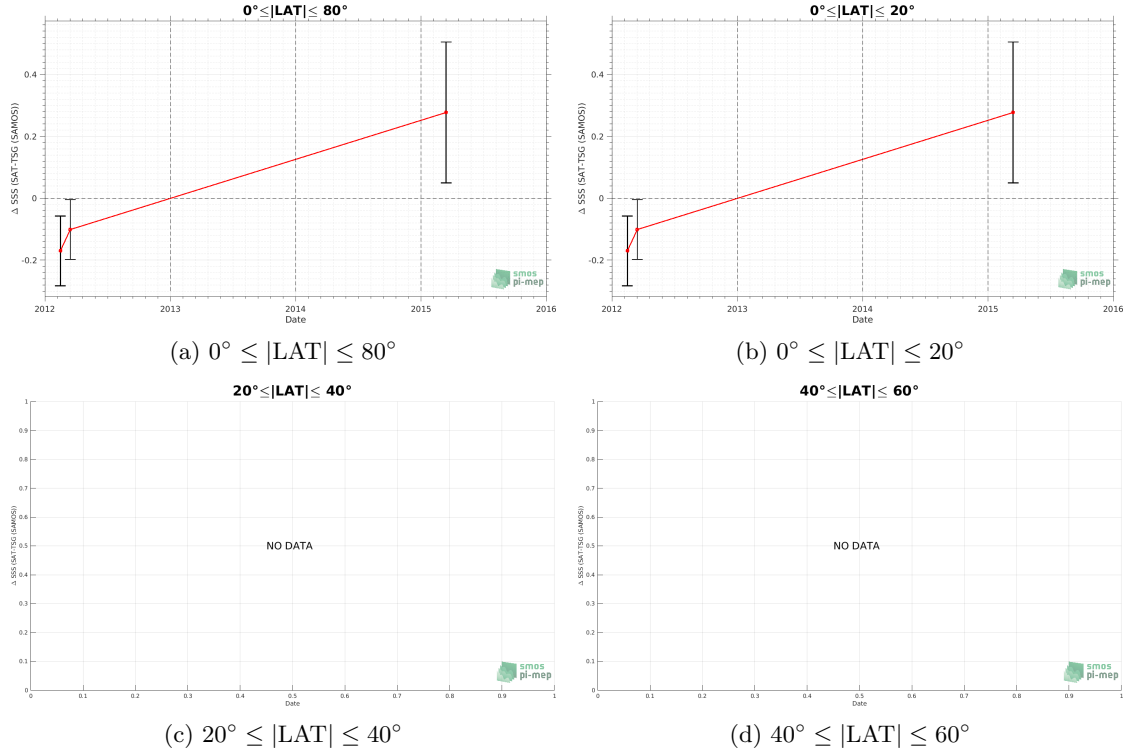 0°≤|LAT|≤ 80°
0.4
0.2
0
-0.2
Δ SSS (SAT-TSG (SAMOS))
2012 2013 2014 2015 2016
Date
smos
pi-mep
(a) 0° ≤ |LAT| ≤ 80°
0°≤|LAT|≤ 20°
0.4
0.2
0
-0.2
Δ SSS (SAT-TSG (SAMOS))
2012 2013 2014 2015 2016
Date
smos
pi-mep
(b) 0° ≤ |LAT| ≤ 20°
20°≤|LAT|≤ 40°
1
0.9
0.8
0.7
0.6
0.5
0.4
0.3
0.2
0.1
0
Δ SSS (SAT-TSG (SAMOS))
NO DATA
0 0.1 0.2 0.3 0.4 0.5 0.6 0.7 0.8 0.9 1
Date
smos
pi-mep
(c) 20° ≤ |LAT| ≤ 40°
40°≤|LAT|≤ 60°
1
0.9
0.8
0.7
0.6
0.5
0.4
0.3
0.2
0.1
0
Δ SSS (SAT-TSG (SAMOS))
NO DATA
0 0.1 0.2 0.3 0.4 0.5 0.6 0.7 0.8 0.9 1
Date
smos
pi-mep
(d) 40° ≤ |LAT| ≤ 60°